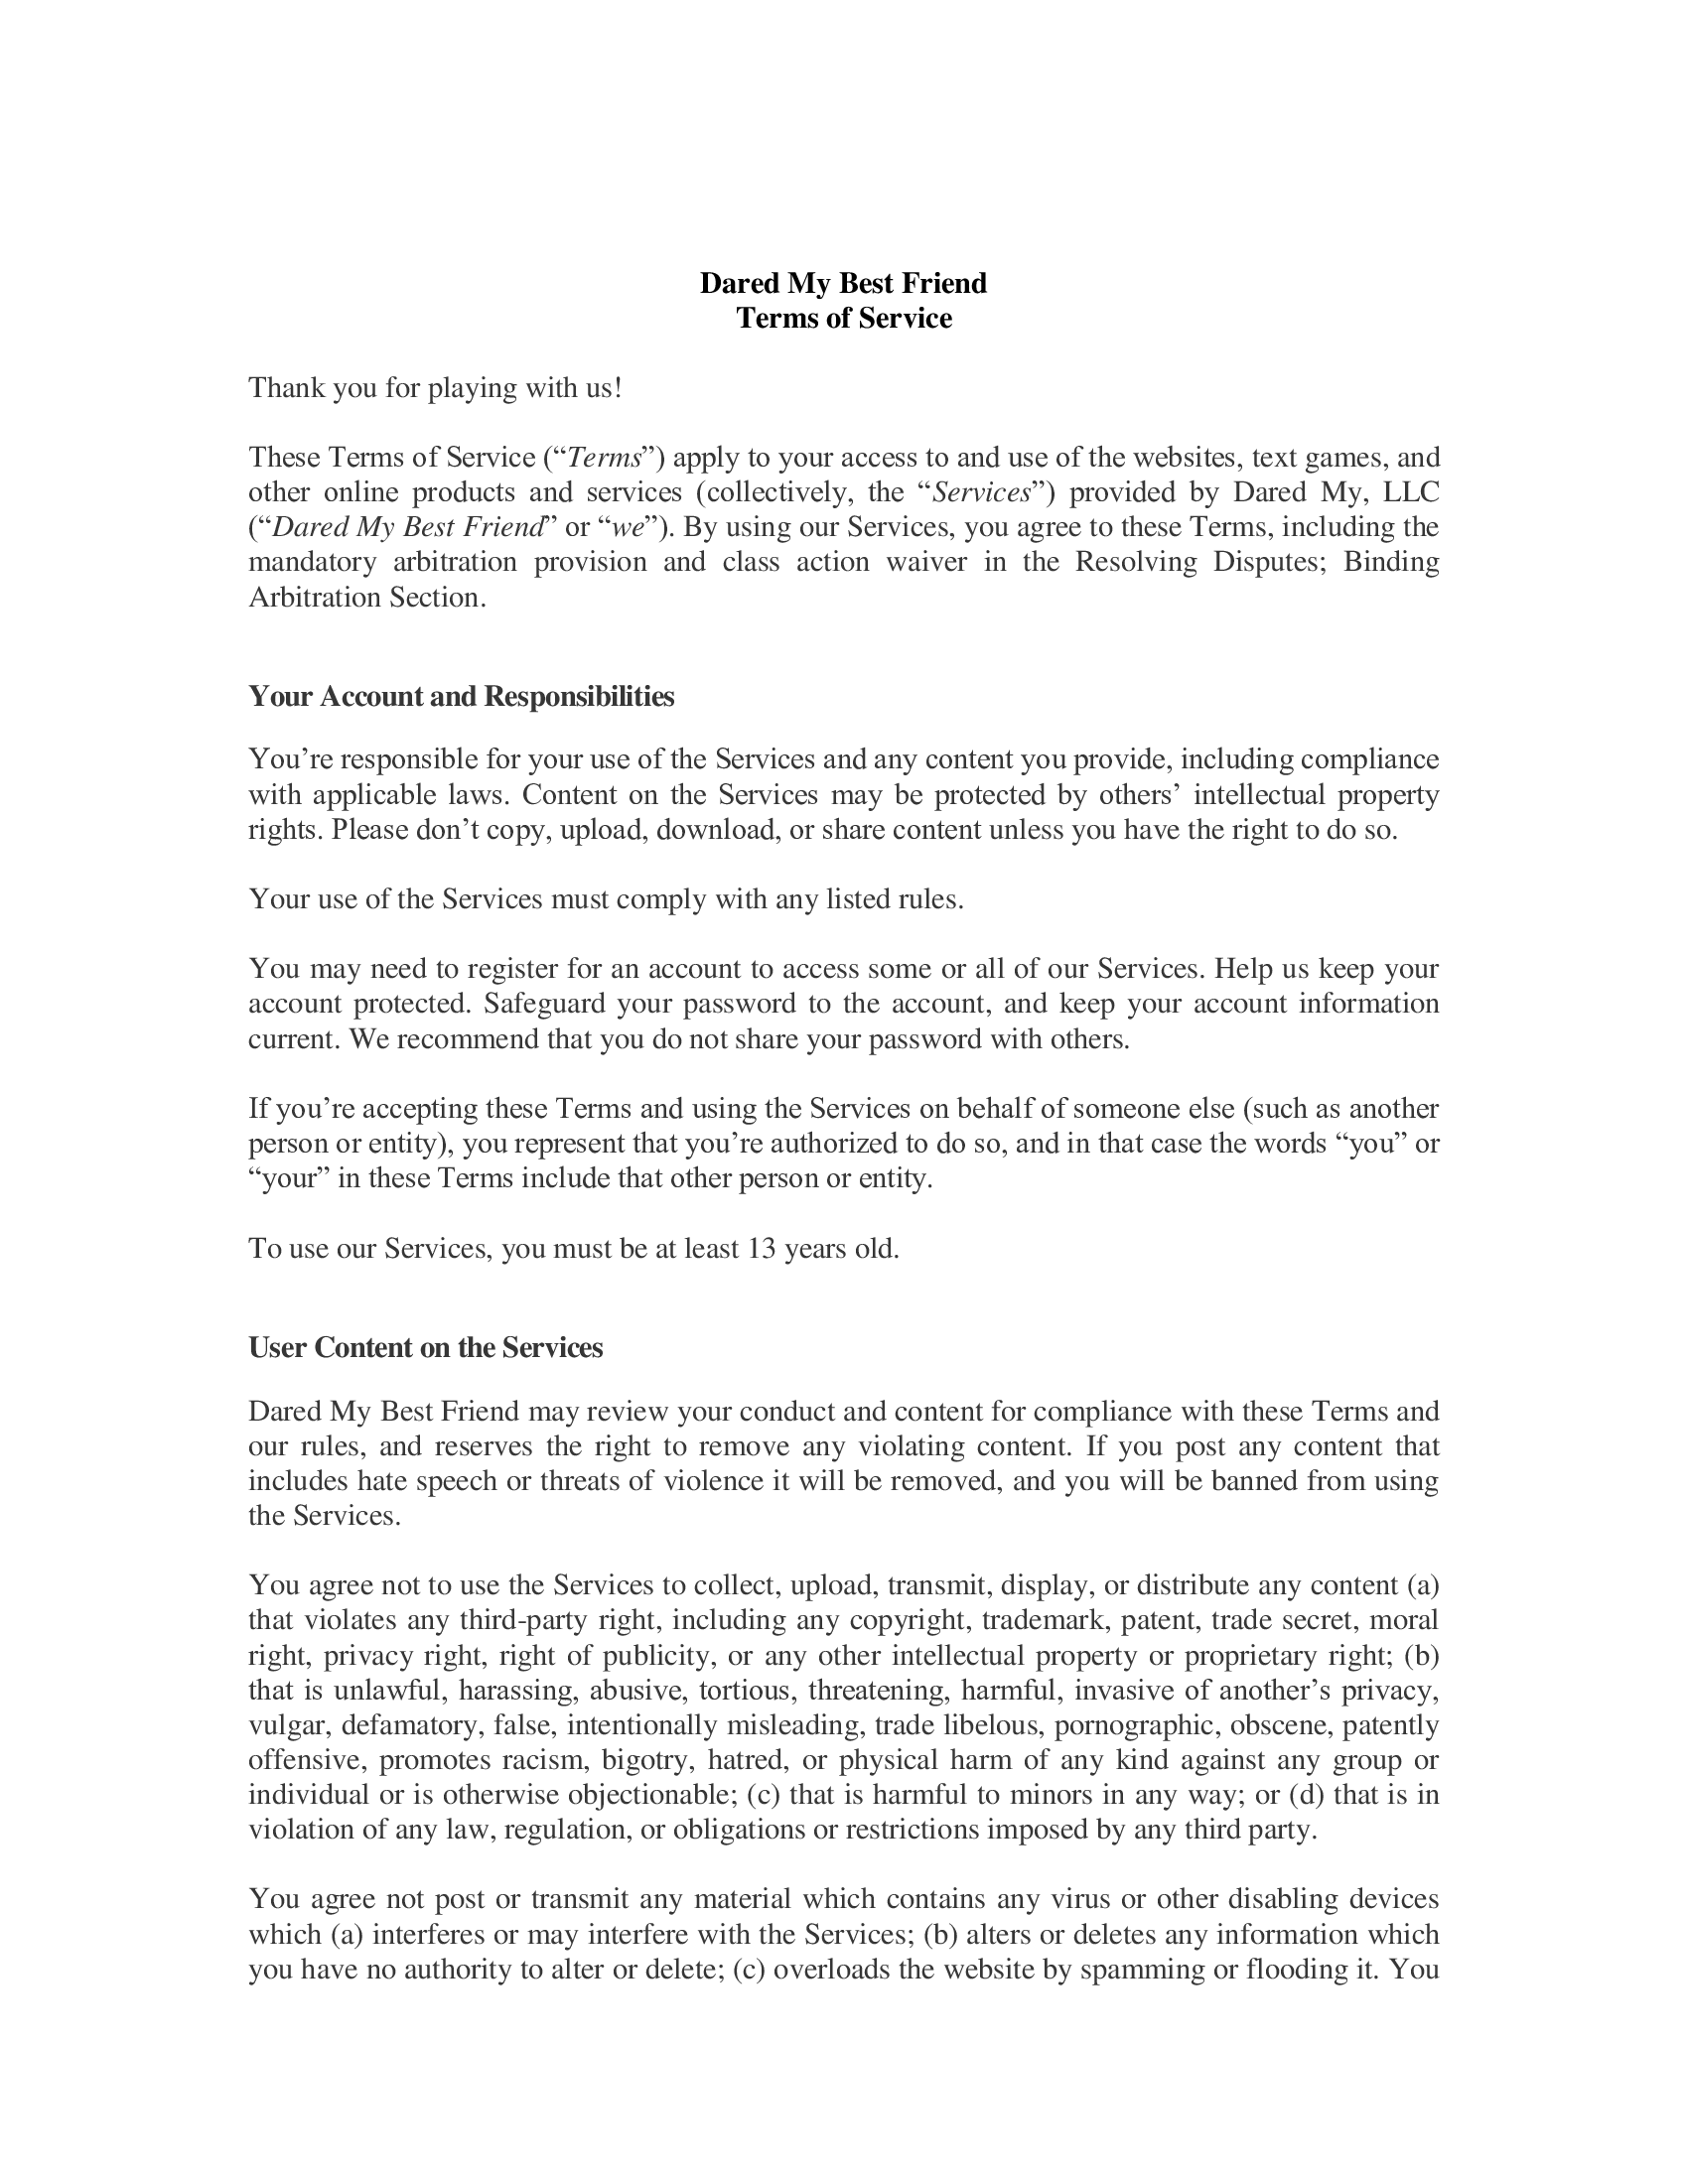 Dared My Best Friend
Terms of Service
Thank you for playing with us!
These Terms of Service (“Terms”) apply to your access to and use of the websites, text games, and
other online products and services (collectively, the “Services”) provided by Dared My, LLC
(“Dared My Best Friend” or “we”). By using our Services, you agree to these Terms, including the
mandatory arbitration provision and class action waiver in the Resolving Disputes; Binding
Arbitration Section.
Your Account and Responsibilities
You’re responsible for your use of the Services and any content you provide, including compliance
with applicable laws. Content on the Services may be protected by others’ intellectual property
rights. Please don’t copy, upload, download, or share content unless you have the right to do so.
Your use of the Services must comply with any listed rules.
You may need to register for an account to access some or all of our Services. Help us keep your
account protected. Safeguard your password to the account, and keep your account information
current. We recommend that you do not share your password with others.
If you’re accepting these Terms and using the Services on behalf of someone else (such as another
person or entity), you represent that you’re authorized to do so, and in that case the words “you” or
“your” in these Terms include that other person or entity.
To use our Services, you must be at least 13 years old.
User Content on the Services
Dared My Best Friend may review your conduct and content for compliance with these Terms and
our rules, and reserves the right to remove any violating content. If you post any content that
includes hate speech or threats of violence it will be removed, and you will be banned from using
the Services.
You agree not to use the Services to collect, upload, transmit, display, or distribute any content (a)
that violates any third-party right, including any copyright, trademark, patent, trade secret, moral
right, privacy right, right of publicity, or any other intellectual property or proprietary right; (b)
that is unlawful, harassing, abusive, tortious, threatening, harmful, invasive of another’s privacy,
vulgar, defamatory, false, intentionally misleading, trade libelous, pornographic, obscene, patently
offensive, promotes racism, bigotry, hatred, or physical harm of any kind against any group or
individual or is otherwise objectionable; (c) that is harmful to minors in any way; or (d) that is in
violation of any law, regulation, or obligations or restrictions imposed by any third party.
You agree not post or transmit any material which contains any virus or other disabling devices
which (a) interferes or may interfere with the Services; (b) alters or deletes any information which
you have no authority to alter or delete; (c) overloads the website by spamming or flooding it. You